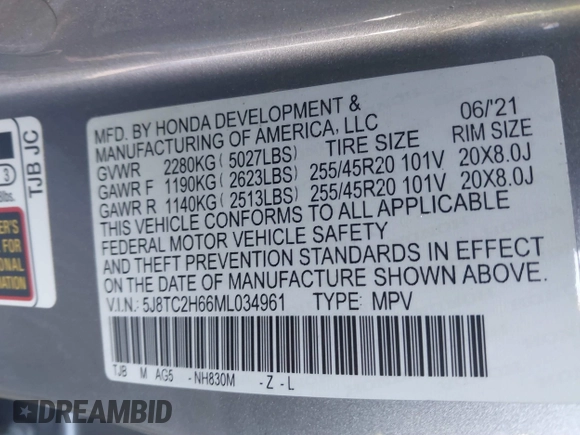 MFD. BY HONDA DEVELOPMENT & 06/'21
MANUFACTURING OF AMERICA, LLC
GVWR 2280KG ( 5027LBS) TIRE SIZE RIM SIZE
GAWR F 1190KG ( 2623LBS) 255/45R20 101V 20X8.0J
GAWR R 1140KG ( 2513LBS) 255/45R20 101V 20X8.0J
THIS VEHICLE CONFORMS TO ALL APPLICABLE
FEDERAL MOTOR VEHICLE SAFETY
AND THEFT PREVENTION STANDARDS IN EFFECT
ON THE DATE OF MANUFACTURE SHOWN ABOVE.
V.I.N.: 5J8TC2H66ML034961 TYPE: MPV
TJB M AG5 -NH830M -Z-L
TJB JC
3
lbs.
FOR
DREAMBID